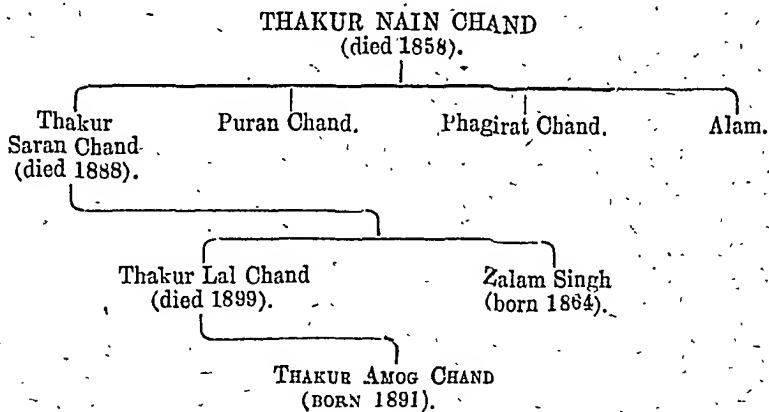 THAKUR NAIN CHAND
(died 1858).
Thakur
Saran Chand
(died 1888).
Puran Chand.
Phagirat Chand.
Alam.
Thakur Lal Chand
(died 1899).
Zalam Singh
(born 1864).
THAKUR AMOG CHAND
(BORN 1891).